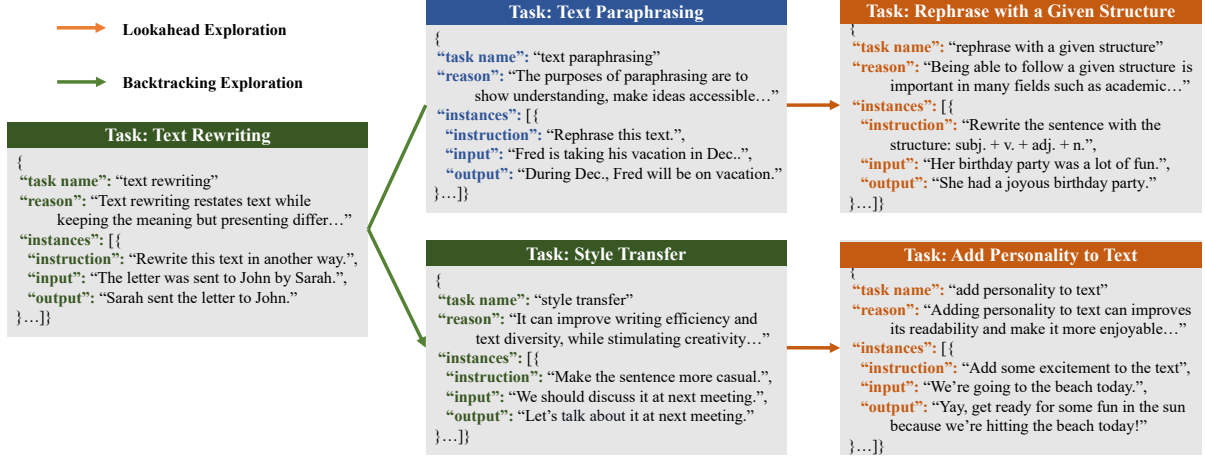 Lookahead Exploration
Backtracking Exploration
Task: Text Rewriting
{
“task name”: “text rewriting”
“reason”: “Text rewriting restates text while
keeping the meaning but presenting differ…”
“instances”: [{
“instruction”: “Rewrite this text in another way.”,
“input”: “The letter was sent to John by Sarah.”,
“output”: “Sarah sent the letter to John.”
}…]}
Task: Text Paraphrasing
{
“task name”: “text paraphrasing”
“reason”: “The purposes of paraphrasing are to
show understanding, make ideas accessible…”
“instances”: [{
“instruction”: “Rephrase this text.”,
“input”: “Fred is taking his vacation in Dec..”,
“output”: “During Dec., Fred will be on vacation.”
}…]}
Task: Style Transfer
{
“task name”: “style transfer”
“reason”: “It can improve writing efficiency and
text diversity, while stimulating creativity…”
“instances”: [{
“instruction”: “Make the sentence more casual.”,
“input”: “We should discuss it at next meeting.”,
“output”: “Let’s talk about it at next meeting.”
}…]}
Task: Rephrase with a Given Structure
{
“task name”: “rephrase with a given structure”
“reason”: “Being able to follow a given structure is
important in many fields such as academic…”
“instances”: [{
“instruction”: “Rewrite the sentence with the
structure: subj. + v. + adj. + n.”,
“input”: “Her birthday party was a lot of fun.”,
“output”: “She had a joyous birthday party.”
}…]}
Task: Add Personality to Text
{
“task name”: “add personality to text”
“reason”: “Adding personality to text can improves
its readability and make it more enjoyable…”
“instances”: [{
“instruction”: “Add some excitement to the text”,
“input”: “We’re going to the beach today.”,
“output”: “Yay, get ready for some fun in the sun
because we’re hitting the beach today!”
}…]}